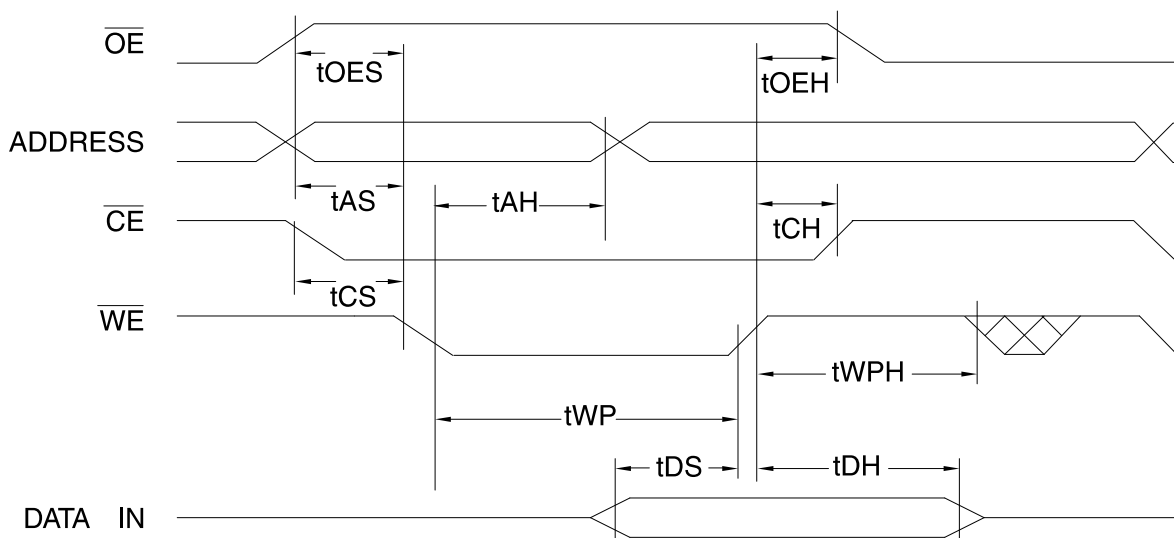 OE
tOES
tOEH
ADDRESS
tAS
tAH
CE
tCH
tCS
WE
tWPH
tWP
tDS
tDH
DATA IN